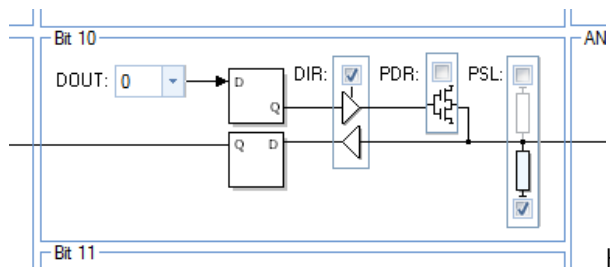 Bit 10
AN
DOUT: 0 D Q DIR: PDR: PSL:
Q D
Bit 11